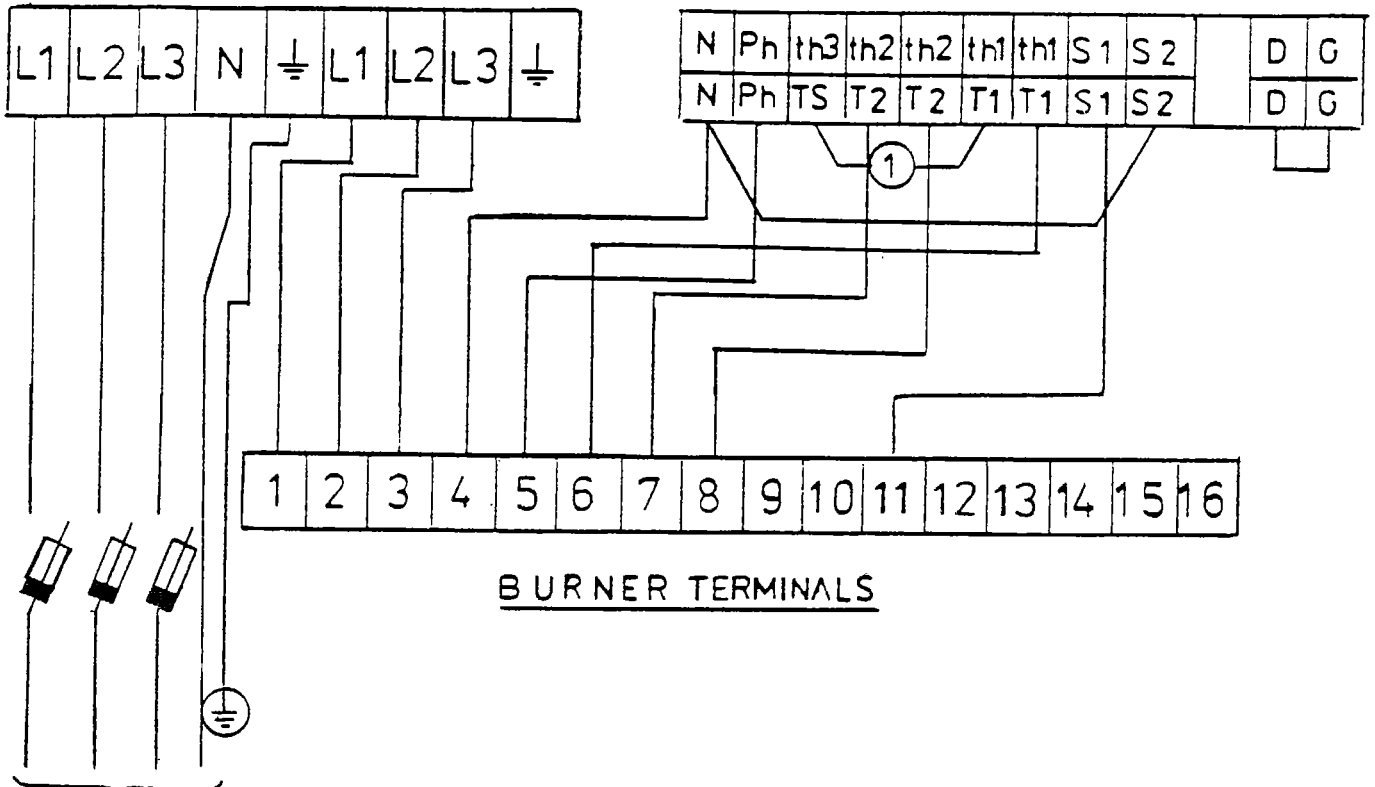 L1 L2 L3 N L1 L2 L3
N Ph th3 th2 th2 th1 th1 S1 S2 D G
N Ph TS T2 T2 T1 T1 S1 S2 D G
1
1 2 3 4 5 6 7 8 9 10 11 12 13 14 15 16
BURNER TERMINALS